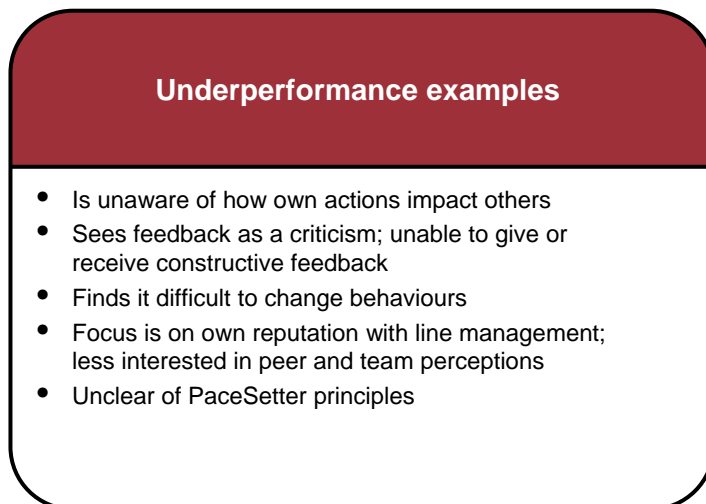 Underperformance examples
• Is unaware of how own actions impact others
• Sees feedback as a criticism; unable to give or
receive constructive feedback
• Finds it difficult to change behaviours
• Focus is on own reputation with line management;
less interested in peer and team perceptions
• Unclear of PaceSetter principles